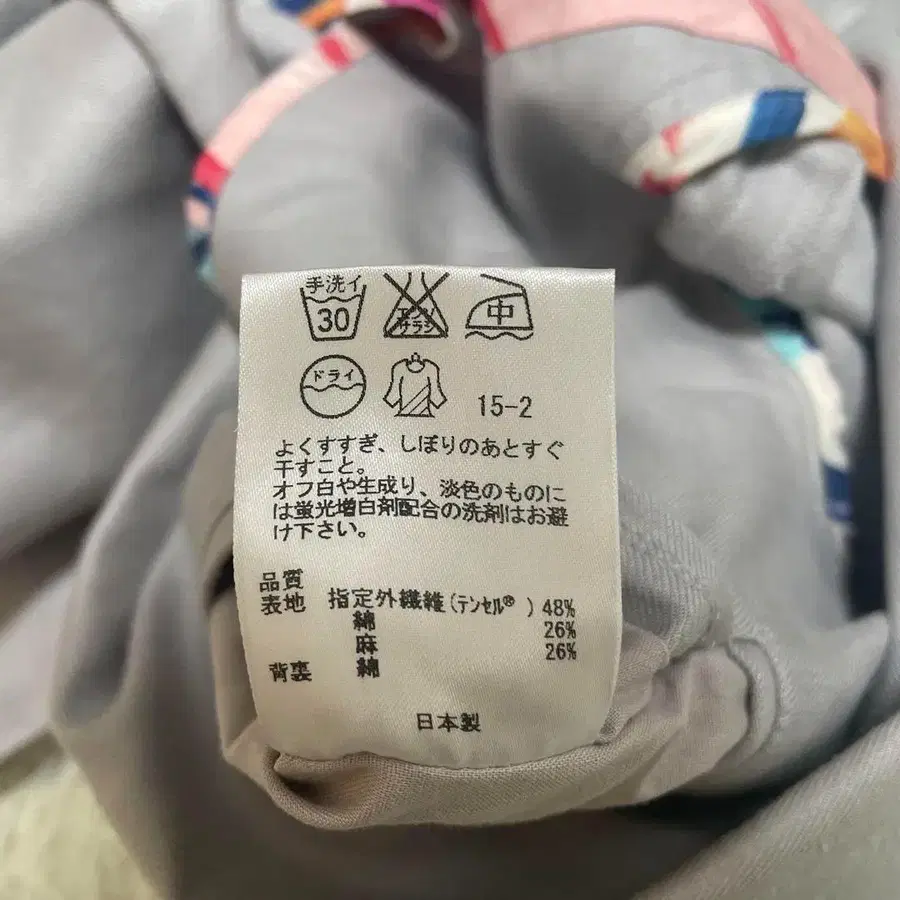 手洗イ
30
エンソ
サラシ
中
ドライ
15-2
よくすすぎ、しぼりのあとすぐ
干すこと。
オフ白や生成り、淡色のものに
は蛍光増白剤配合の洗剤はお避
け下さい。
品質
表地 指定外繊維(テンセル® ) 48%
綿 26%
麻 26%
背裏 綿
日本製